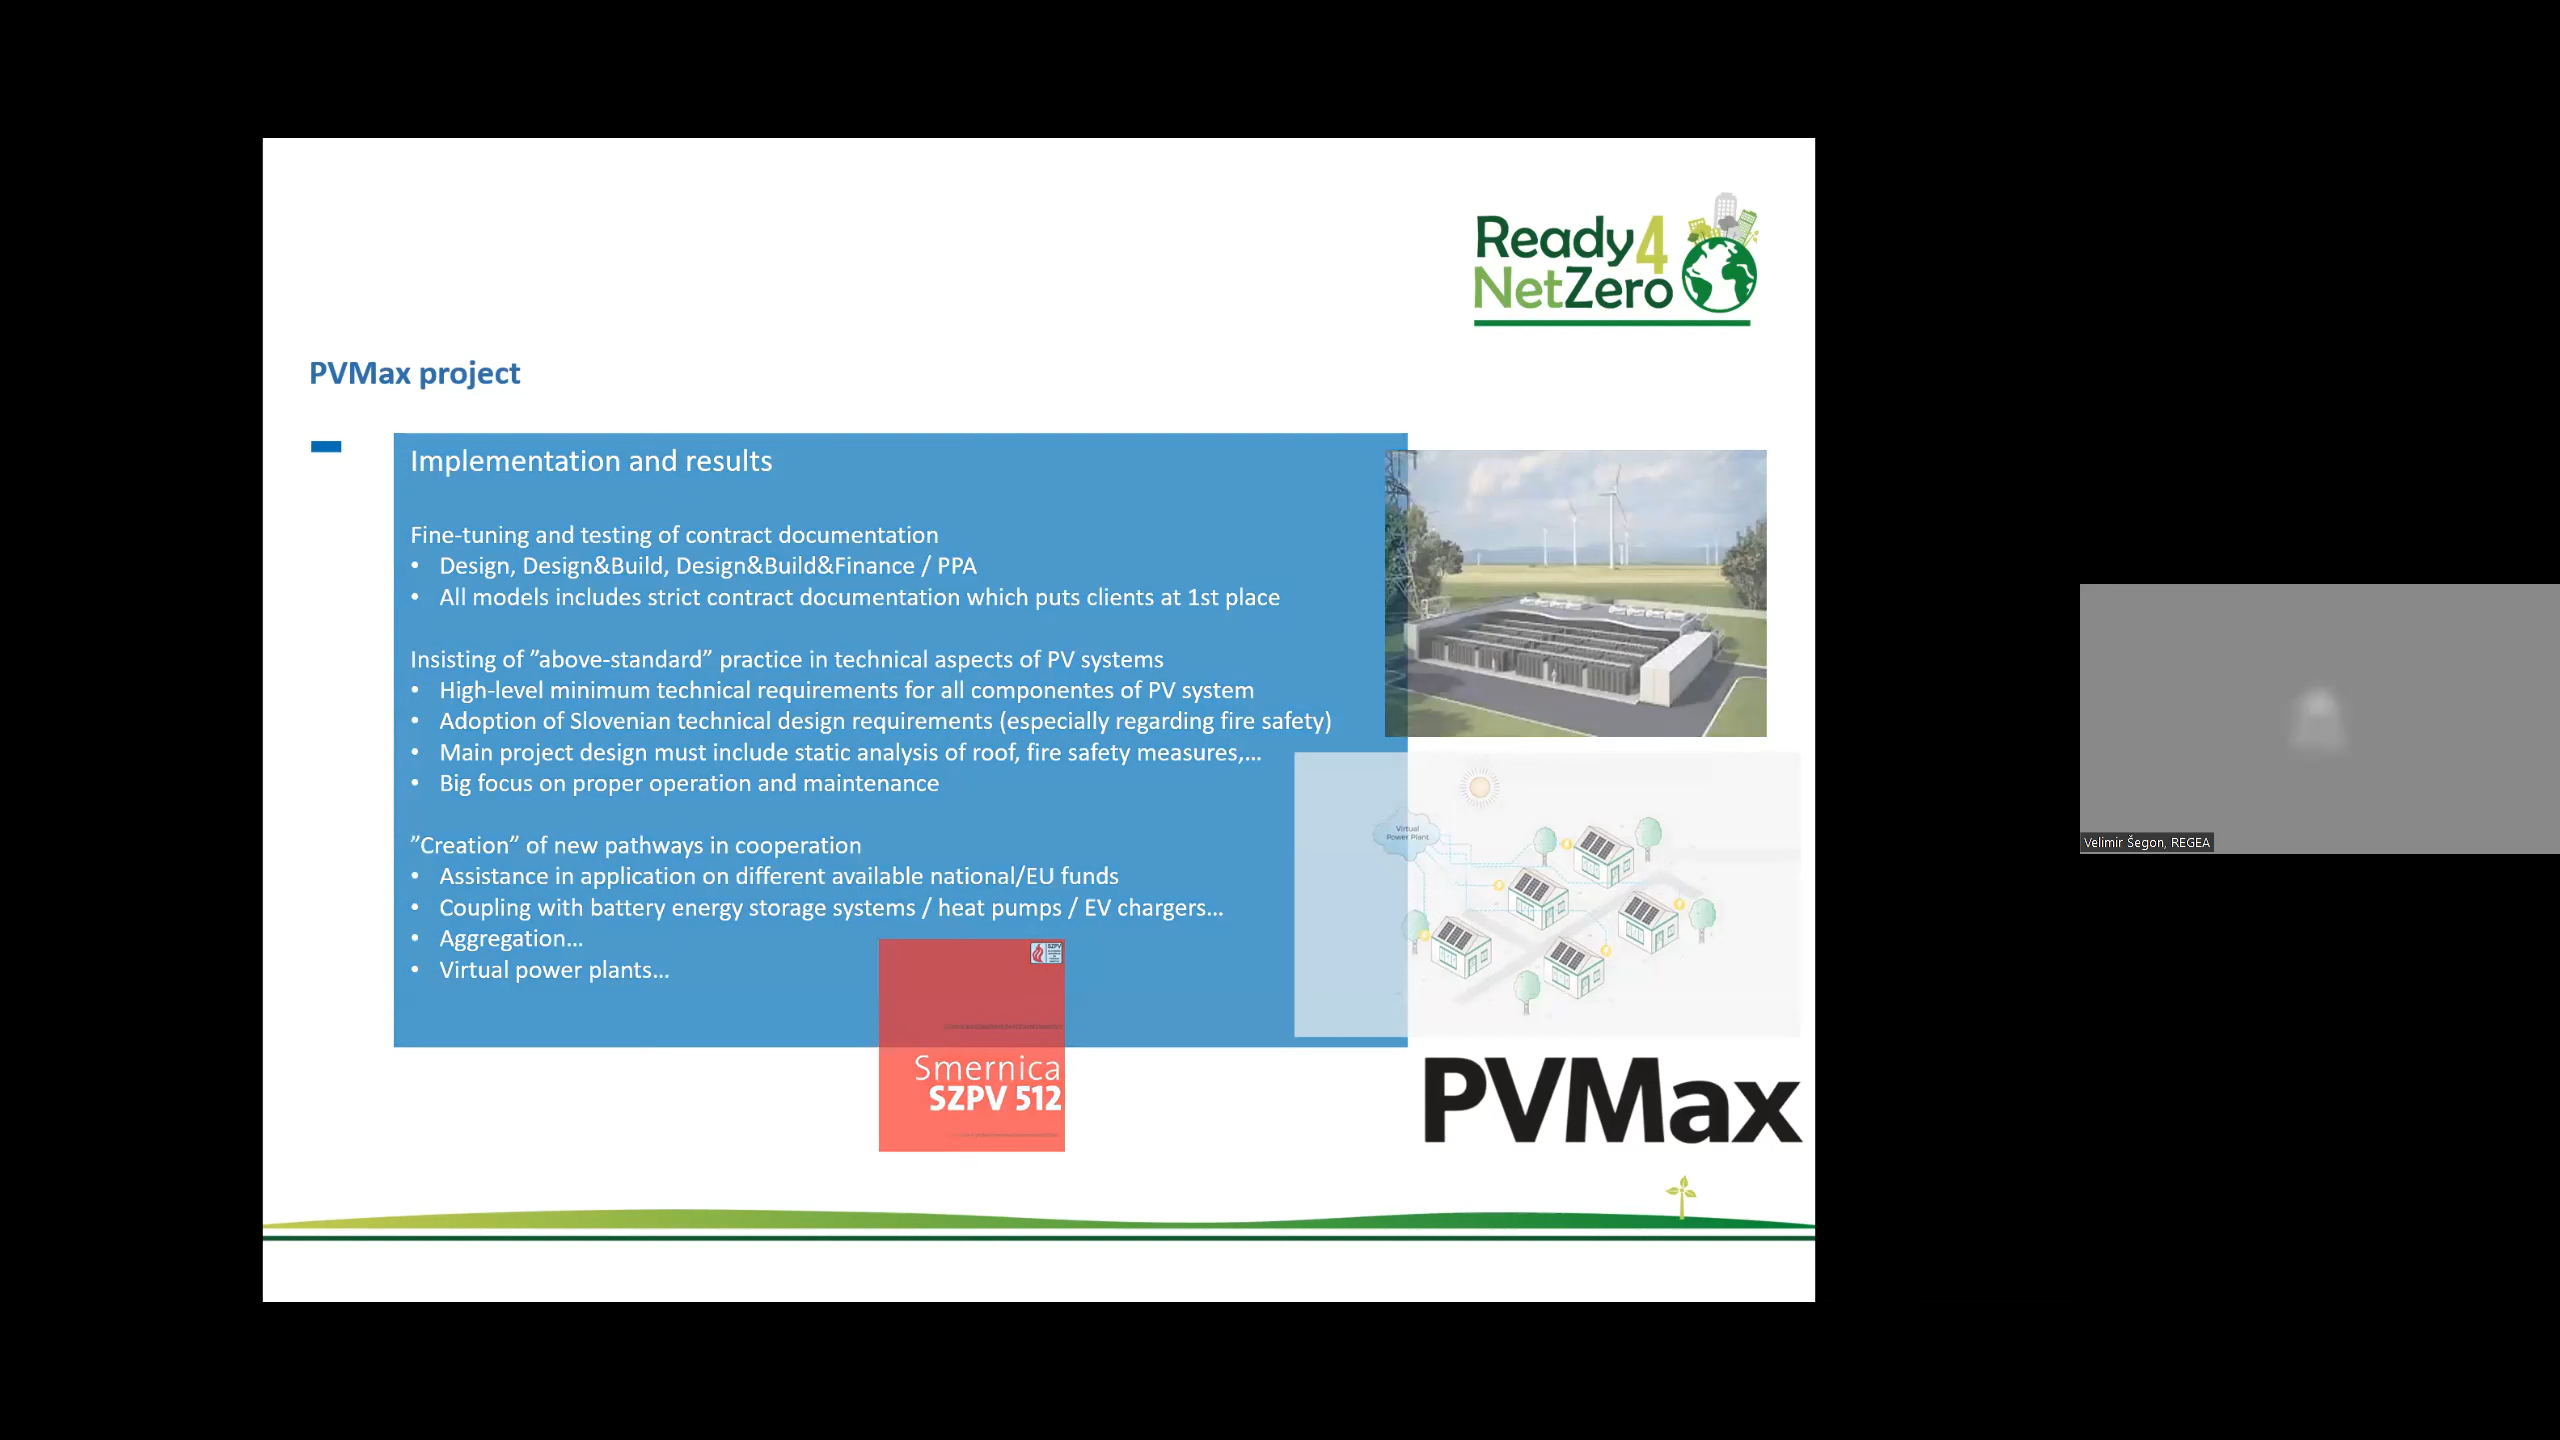 Ready4
NetZero
PVMax project
Implementation and results
Fine-tuning and testing of contract documentation
• Design, Design&Build, Design&Build&Finance / PPA
• All models includes strict contract documentation which puts clients at 1st place
Insisting of ”above-standard” practice in technical aspects of PV systems
• High-level minimum technical requirements for all componentes of PV system
• Adoption of Slovenian technical design requirements (especially regarding fire safety)
• Main project design must include static analysis of roof, fire safety measures,...
• Big focus on proper operation and maintenance
”Creation” of new pathways in cooperation
• Assistance in application on different available national/EU funds
• Coupling with battery energy storage systems / heat pumps / EV chargers...
• Aggregation...
• Virtual power plants...
Virtual
Power Plant
SZPV
Smernica
SZPV 512
PVMax
Velimir Šegon, REGEA